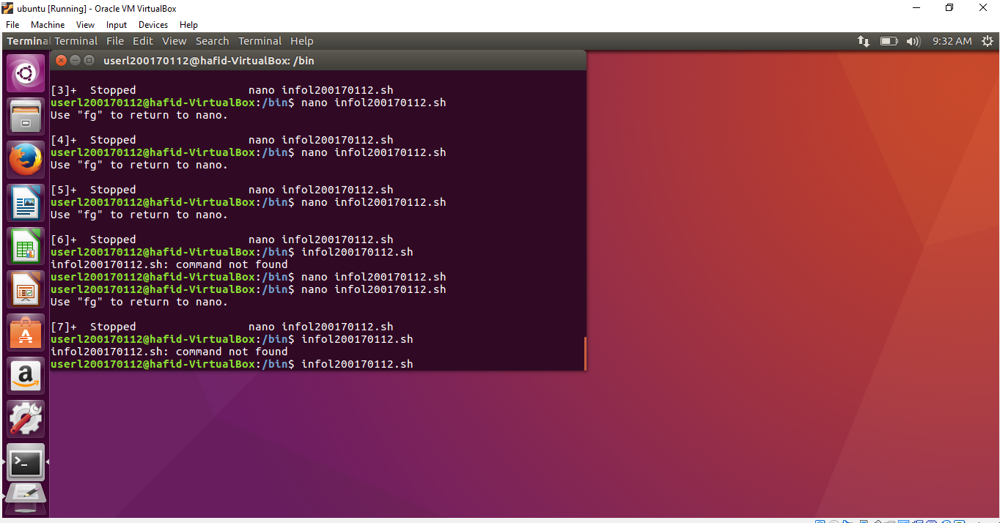 ubuntu [Running] - Oracle VM VirtualBox
File Machine View Input Devices Help
Termina Terminal File Edit View Search Terminal Help 9:32 AM
userl200170112@hafid-VirtualBox: /bin
[3]+  Stopped                 nano infol200170112.sh
userl200170112@hafid-VirtualBox:/bin$ nano infol200170112.sh
Use "fg" to return to nano.
[4]+  Stopped                 nano infol200170112.sh
userl200170112@hafid-VirtualBox:/bin$ nano infol200170112.sh
Use "fg" to return to nano.
[5]+  Stopped                 nano infol200170112.sh
userl200170112@hafid-VirtualBox:/bin$ nano infol200170112.sh
Use "fg" to return to nano.
[6]+  Stopped                 nano infol200170112.sh
userl200170112@hafid-VirtualBox:/bin$ infol200170112.sh
infol200170112.sh: command not found
userl200170112@hafid-VirtualBox:/bin$ nano infol200170112.sh
userl200170112@hafid-VirtualBox:/bin$ nano infol200170112.sh
Use "fg" to return to nano.
[7]+  Stopped                 nano infol200170112.sh
userl200170112@hafid-VirtualBox:/bin$ infol200170112.sh
infol200170112.sh: command not found
userl200170112@hafid-VirtualBox:/bin$ infol200170112.sh